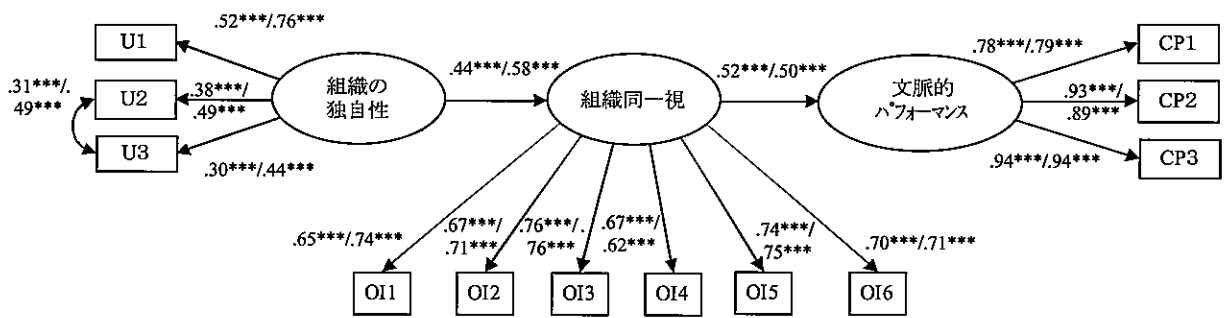 .52***/.76***
U1
.31***/.
49***
U2
.38***/
.49***
U3
.30***/.44***
組織の
独自性
.44***/.58***
組織同一視
.52***/.50***
文脈的
パフォーマンス
.78***/.79***
CP1
.93***/
.89***
CP2
.94***/.94***
CP3
.65***/.74***
.67***/
.71***
.76***/.
76***
.67***/
.62***
.74***/
75***
.70***/.71***
OI1
OI2
OI3
OI4
OI5
OI6